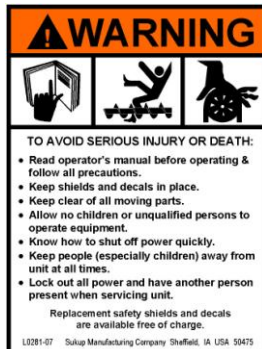 WARNING
TO AVOID SERIOUS INJURY OR DEATH:
• Read operator's manual before operating &
follow all precautions.
• Keep shields and decals in place.
• Keep clear of all moving parts.
• Allow no children or unqualified persons to
operate equipment.
• Know how to shut off power quickly.
• Keep people (especially children) away from
unit at all times.
• Lock out all power and have another person
present when servicing unit.
Replacement safety shields and decals
are available free of charge.
L0281-07 Sukup Manufacturing Company Sheffield, IA USA 50475